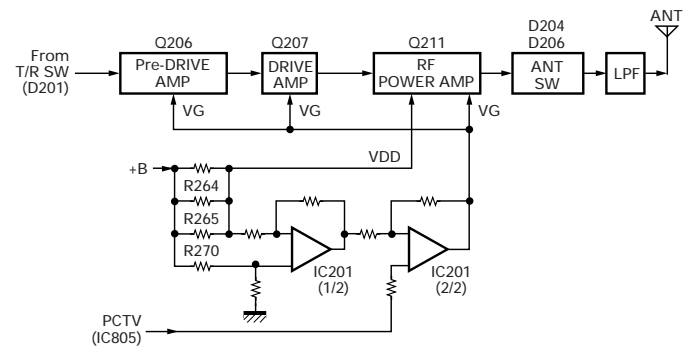 ANT
Q206
Q207
Q211
D204
D206
From
T/R SW
(D201)
Pre-DRIVE
AMP
DRIVE
AMP
RF
POWER AMP
ANT
SW
LPF
VG
VG
VG
+B
VDD
R264
R265
R270
IC201
(1/2)
IC201
(2/2)
PCTV
(IC805)